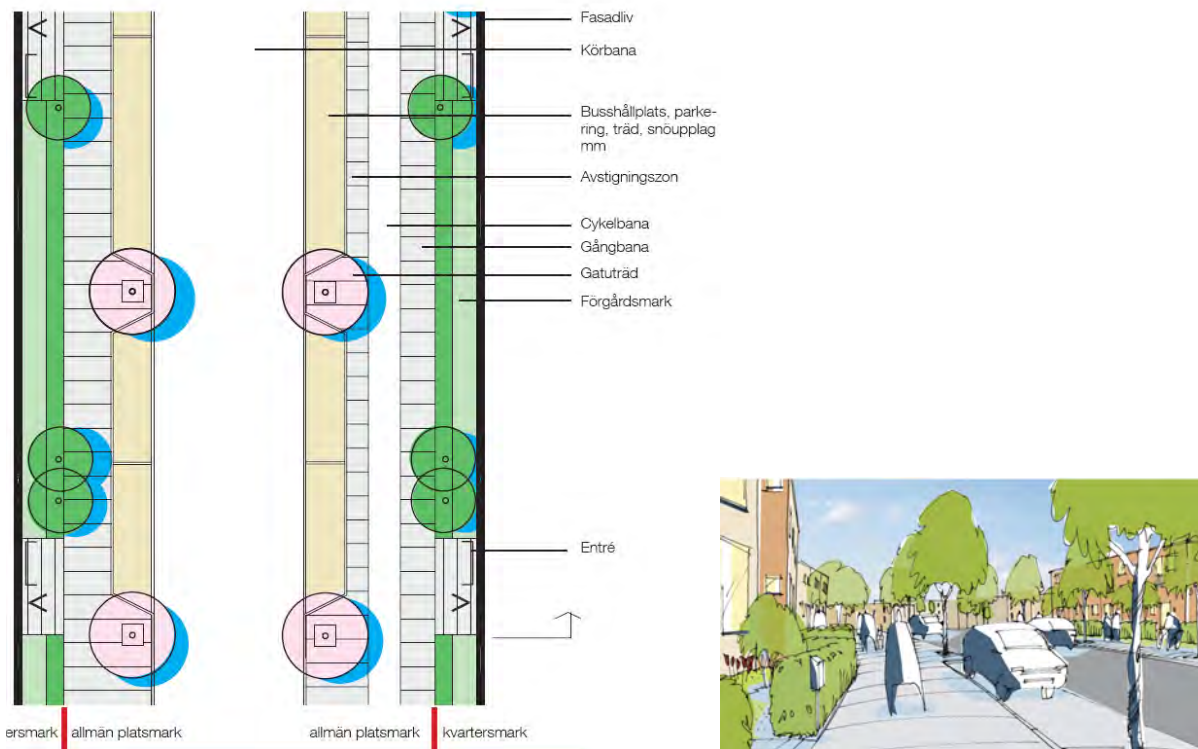 Fasadliv
Körbana
Busshållplats, parke-
ring, träd, snöupplag
mm
Avstigningszon
Cykelbana
Gångbana
Gatuträd
Förgårdsmark
Entré
ersmark allmän platsmark allmän platsmark kvartersmark